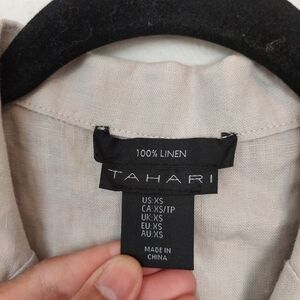 100% LINEN
TAHARI
US:XS
CA:XS/TP
UK:XS
EU:XS
AU:XS
MADE IN
CHINA